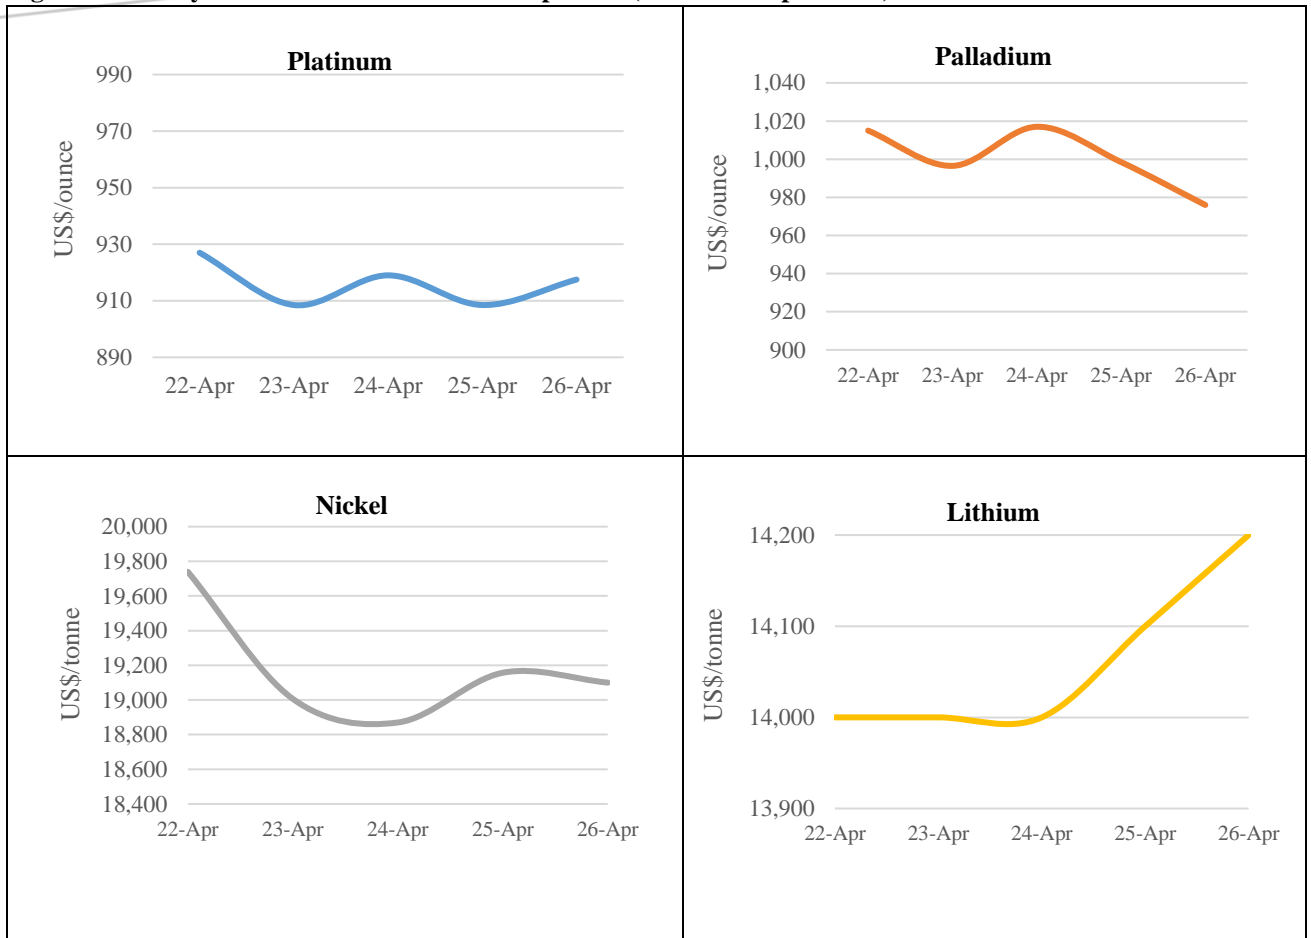 Platinum
US$/ounce
990
970
950
930
910
890
22-Apr 23-Apr 24-Apr 25-Apr 26-Apr
Palladium
US$/ounce
1,040
1,020
1,000
980
960
940
920
900
22-Apr 23-Apr 24-Apr 25-Apr 26-Apr
Nickel
US$/tonne
20,000
19,800
19,600
19,400
19,200
19,000
18,800
18,600
18,400
22-Apr 23-Apr 24-Apr 25-Apr 26-Apr
Lithium
US$/tonne
14,200
14,100
14,000
13,900
22-Apr 23-Apr 24-Apr 25-Apr 26-Apr